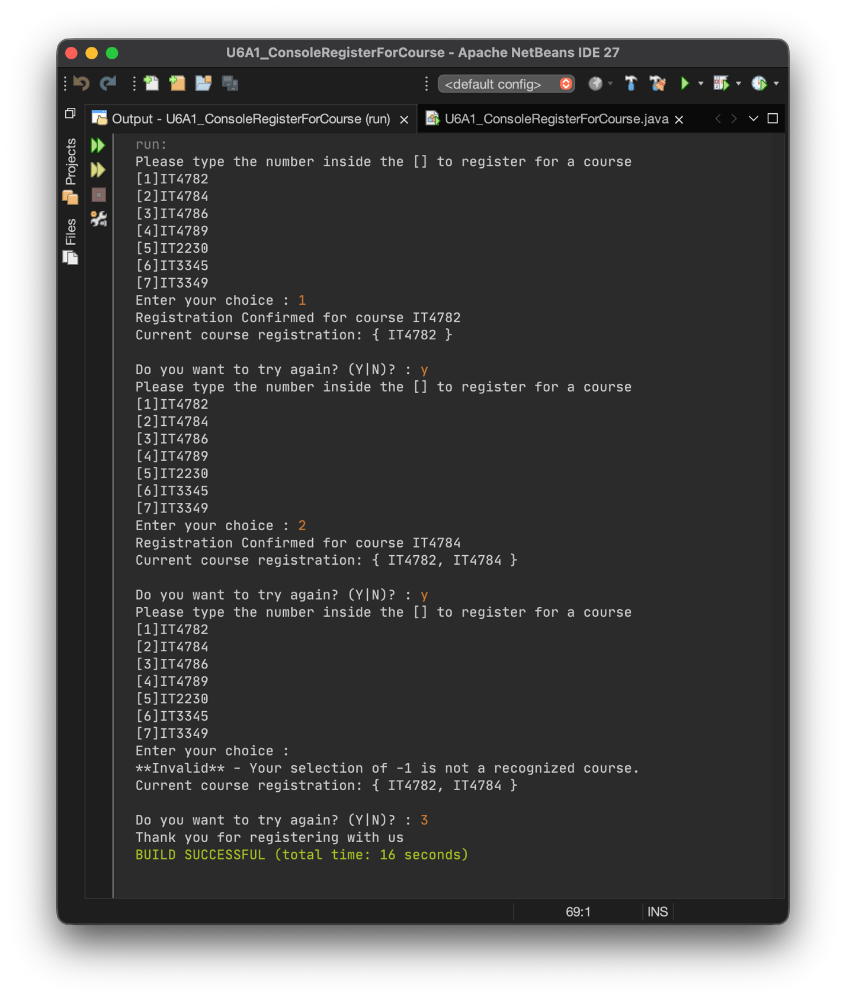 U6A1_ConsoleRegisterForCourse - Apache NetBeans IDE 27
<default config>
Output - U6A1_ConsoleRegisterForCourse (run)
U6A1_ConsoleRegisterForCourse.java
Projects
Files
run:
Please type the number inside the [] to register for a course
[1]IT4782
[2]IT4784
[3]IT4786
[4]IT4789
[5]IT2230
[6]IT3345
[7]IT3349
Enter your choice : 1
Registration Confirmed for course IT4782
Current course registration: { IT4782 }
Do you want to try again? (Y|N)? : y
Please type the number inside the [] to register for a course
[1]IT4782
[2]IT4784
[3]IT4786
[4]IT4789
[5]IT2230
[6]IT3345
[7]IT3349
Enter your choice : 2
Registration Confirmed for course IT4784
Current course registration: { IT4782, IT4784 }
Do you want to try again? (Y|N)? : y
Please type the number inside the [] to register for a course
[1]IT4782
[2]IT4784
[3]IT4786
[4]IT4789
[5]IT2230
[6]IT3345
[7]IT3349
Enter your choice :
**Invalid** - Your selection of -1 is not a recognized course.
Current course registration: { IT4782, IT4784 }
Do you want to try again? (Y|N)? : 3
Thank you for registering with us
BUILD SUCCESSFUL (total time: 16 seconds)
69:1
INS